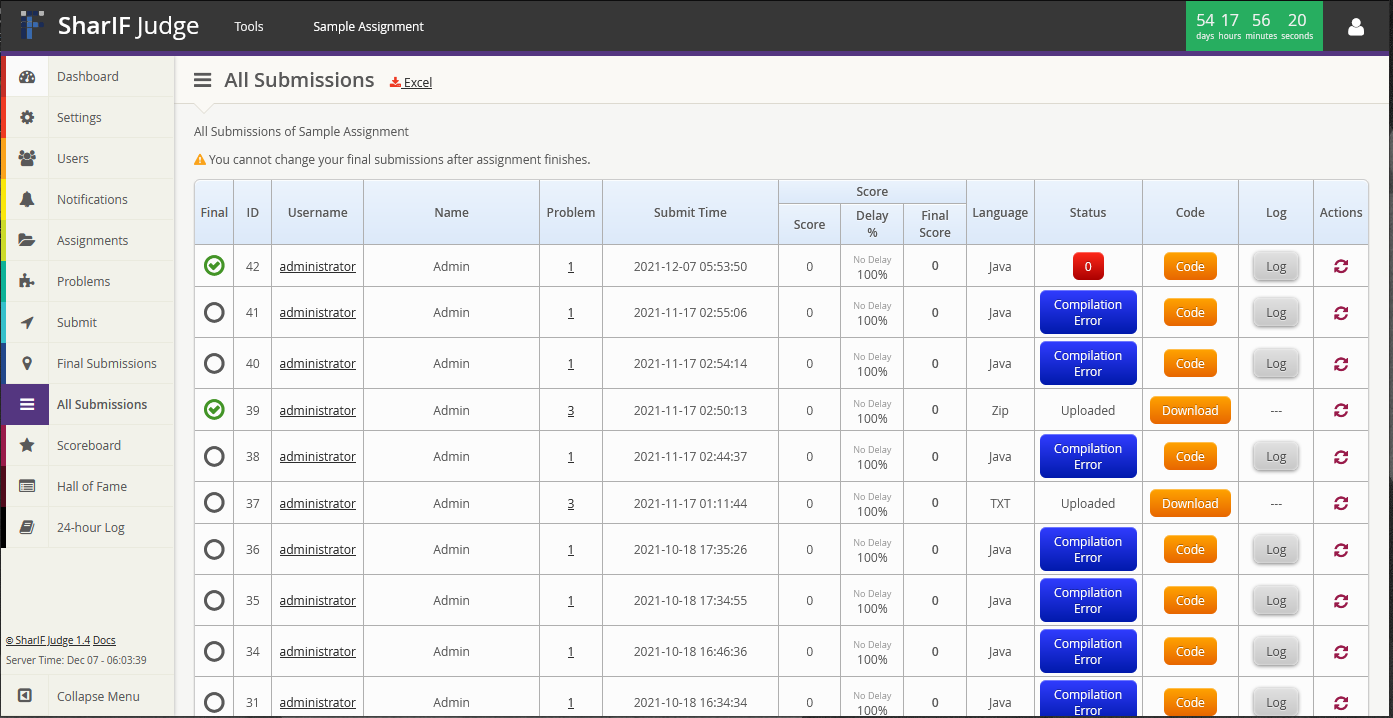 SharIF Judge Tools Sample Assignment 54 17 56 20
days hours minutes seconds
Dashboard
Settings
Users
Notifications
Assignments
Problems
Submit
Final Submissions
All Submissions
Scoreboard
Hall of Fame
24-hour Log
© SharIF Judge 1.4 Docs
Server Time: Dec 07 - 06:03:39
Collapse Menu
All Submissions Excel
All Submissions of Sample Assignment
You cannot change your final submissions after assignment finishes.
Final ID Username Name Problem Submit Time Score Language Status Code Log Actions
Score Delay % Final Score
42 administrator Admin 1 2021-12-07 05:53:50 0 No Delay 100% 0 Java 0 Code Log
41 administrator Admin 1 2021-11-17 02:55:06 0 No Delay 100% 0 Java Compilation Error Code Log
40 administrator Admin 1 2021-11-17 02:54:14 0 No Delay 100% 0 Java Compilation Error Code Log
39 administrator Admin 3 2021-11-17 02:50:13 0 No Delay 100% 0 Zip Uploaded Download ---
38 administrator Admin 1 2021-11-17 02:44:37 0 No Delay 100% 0 Java Compilation Error Code Log
37 administrator Admin 3 2021-11-17 01:11:44 0 No Delay 100% 0 TXT Uploaded Download ---
36 administrator Admin 1 2021-10-18 17:35:26 0 No Delay 100% 0 Java Compilation Error Code Log
35 administrator Admin 1 2021-10-18 17:34:55 0 No Delay 100% 0 Java Compilation Error Code Log
34 administrator Admin 1 2021-10-18 16:46:36 0 No Delay 100% 0 Java Compilation Error Code Log
31 administrator Admin 1 2021-10-18 16:34:34 0 No Delay 100% 0 Java Compilation Error Code Log